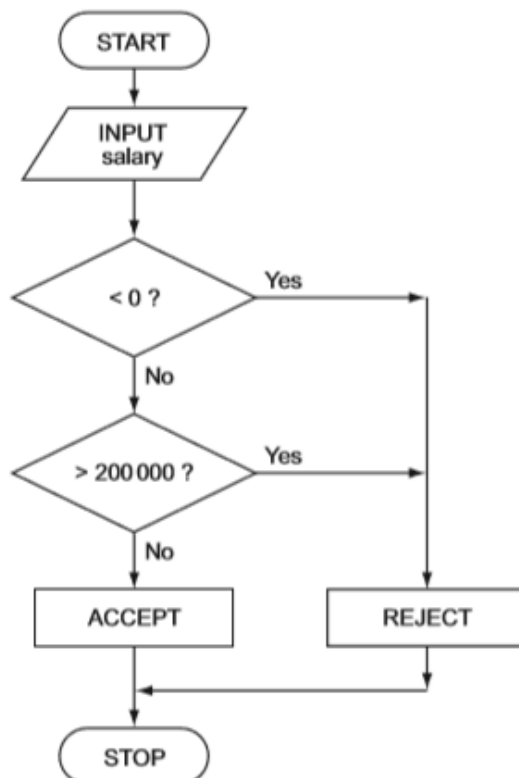 START
INPUT
salary
< 0 ?
Yes
No
> 200 000 ?
Yes
No
ACCEPT
REJECT
STOP